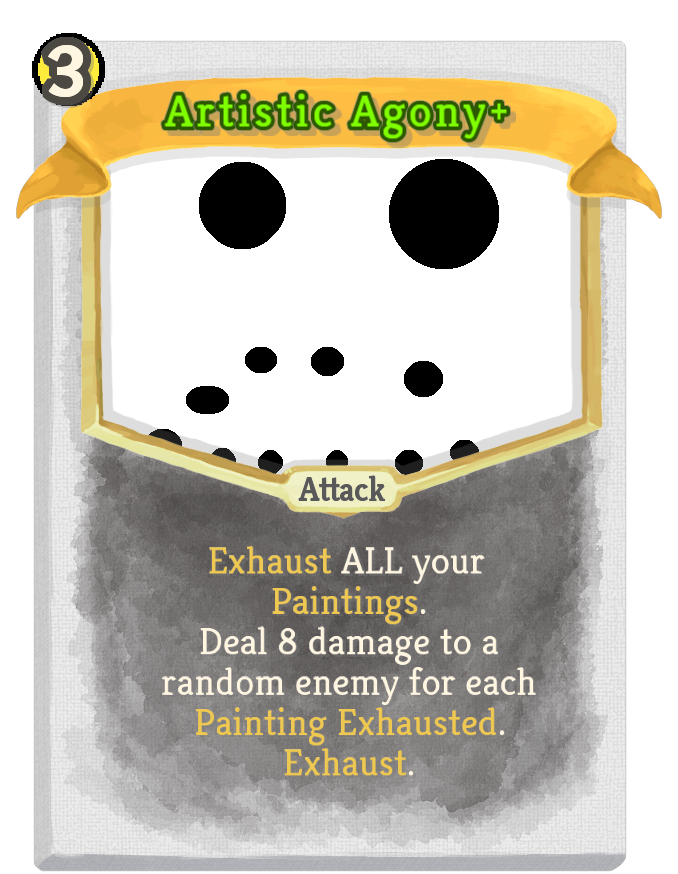 3
Artistic Agony+
Attack
Exhaust ALL your
Paintings.
Deal 8 damage to a
random enemy for each
Painting Exhausted.
Exhaust.